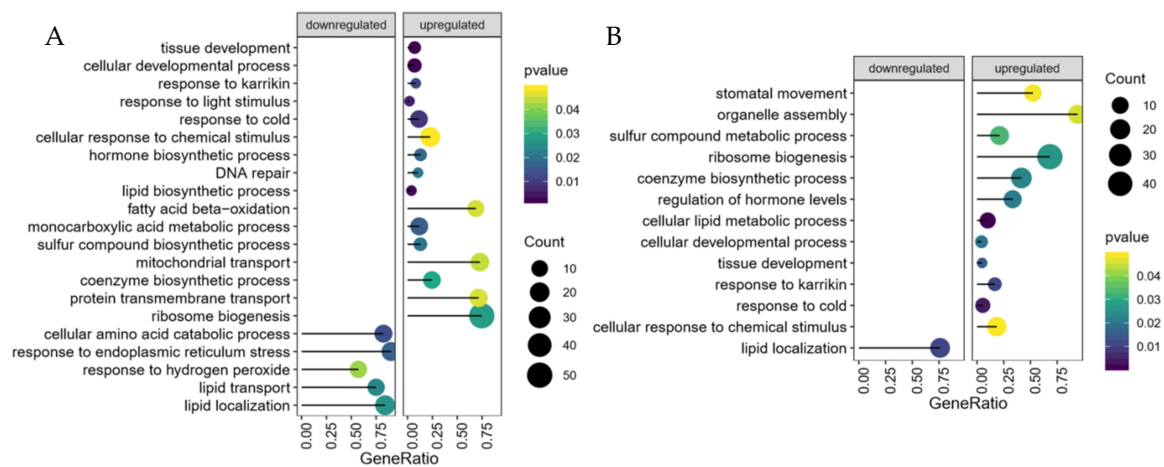 A
downregulated
upregulated
tissue development
cellular developmental process
response to karrikin
response to light stimulus
response to cold
cellular response to chemical stimulus
hormone biosynthetic process
DNA repair
lipid biosynthetic process
fatty acid beta−oxidation
monocarboxylic acid metabolic process
sulfur compound biosynthetic process
mitochondrial transport
coenzyme biosynthetic process
protein transmembrane transport
ribosome biogenesis
cellular amino acid catabolic process
response to endoplasmic reticulum stress
response to hydrogen peroxide
lipid transport
lipid localization
0.00 0.25 0.50 0.75 0.00 0.25 0.50 0.75
GeneRatio
pvalue
0.04
0.03
0.02
0.01
Count
10
20
30
40
50
B
downregulated
upregulated
stomatal movement
organelle assembly
sulfur compound metabolic process
ribosome biogenesis
coenzyme biosynthetic process
regulation of hormone levels
cellular lipid metabolic process
cellular developmental process
tissue development
response to karrikin
response to cold
cellular response to chemical stimulus
lipid localization
0.00 0.25 0.50 0.75 0.00 0.25 0.50 0.75
GeneRatio
Count
10
20
30
40
pvalue
0.04
0.03
0.02
0.01